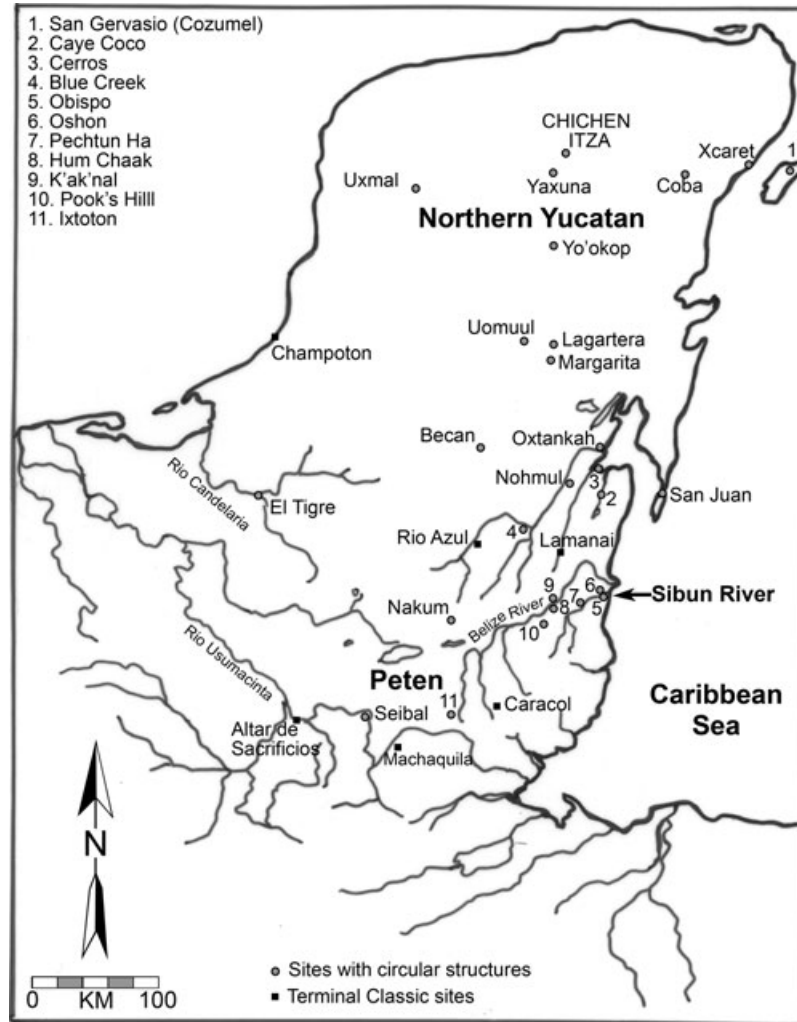 1. San Gervasio (Cozumel)
2. Caye Coco
3. Cerros
4. Blue Creek
5. Obispo
6. Oshon
7. Pechtun Ha
8. Hum Chaak
9. K'ak'nal
10. Pook's Hilll
11. Ixtoton
CHICHEN
ITZA
Xcaret
1
Uxmal
Yaxuna
Coba
Northern Yucatan
Yo'okop
Uomuul
Lagartera
Margarita
Champoton
Becan
Oxtankah
Rio Candelaria
Nohmul
3
2
San Juan
El Tigre
Rio Azul
4
Lamanai
9
6
7
Sibun River
8
5
Nakum
Belize River
10
Rio Usumacinta
Peten
Caribbean
Sea
11
Caracol
Seibal
Altar de
Sacrificios
Machaquila
N
Sites with circular structures
Terminal Classic sites
0 KM 100